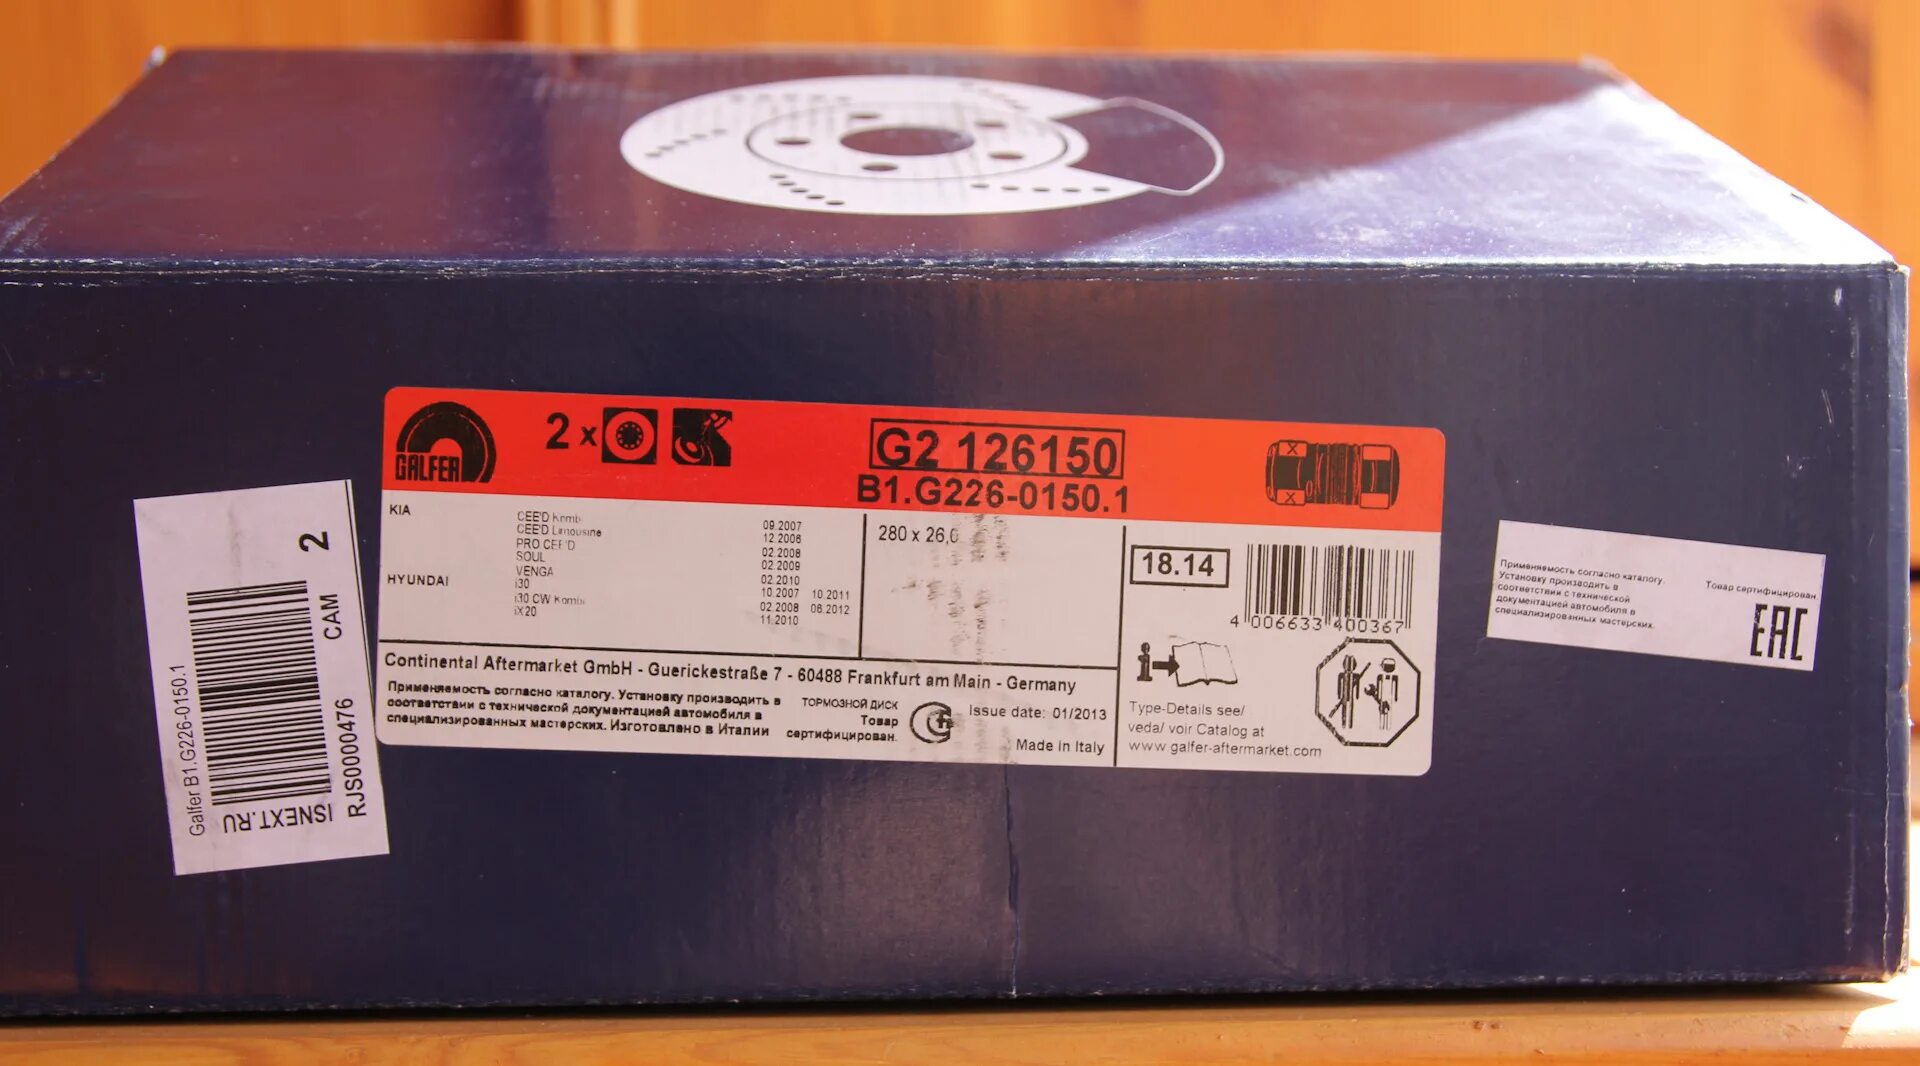 GALFER
2 x
G2 126150
B1.G226-0150.1
KIA
CEE'D Kombi 09.2007
CEE'D Limousine 12.2006
PRO CEE'D 02.2008
SOUL 02.2009
VENGA 02.2010
HYUNDAI
i30 10.2007 10.2011
i30 CW Kombi 02.2008 06.2012
iX20 11.2010
280 x 26,0
18.14
4 006633 400367
Continental Aftermarket GmbH - Guerickestraße 7 - 60488 Frankfurt am Main - Germany
Применяемость согласно каталогу. Установку производить в
соответствии с технической документацией автомобиля в
специализированных мастерских. Изготовлено в Италии
ТОРМОЗНОЙ ДИСК
Товар
сертифицирован.
Issue date: 01/2013
Made in Italy
Type-Details see/
veda/ voir Catalog at
www.galfer-aftermarket.com
Galfer B1.G226-0150.1
ISNEXT.RU
RJS0000476
САМ
2
Применяемость согласно каталогу.
Установку производить в
соответствии с технической
документацией автомобиля в
специализированных мастерских.
Товар сертифицирован.
EAC